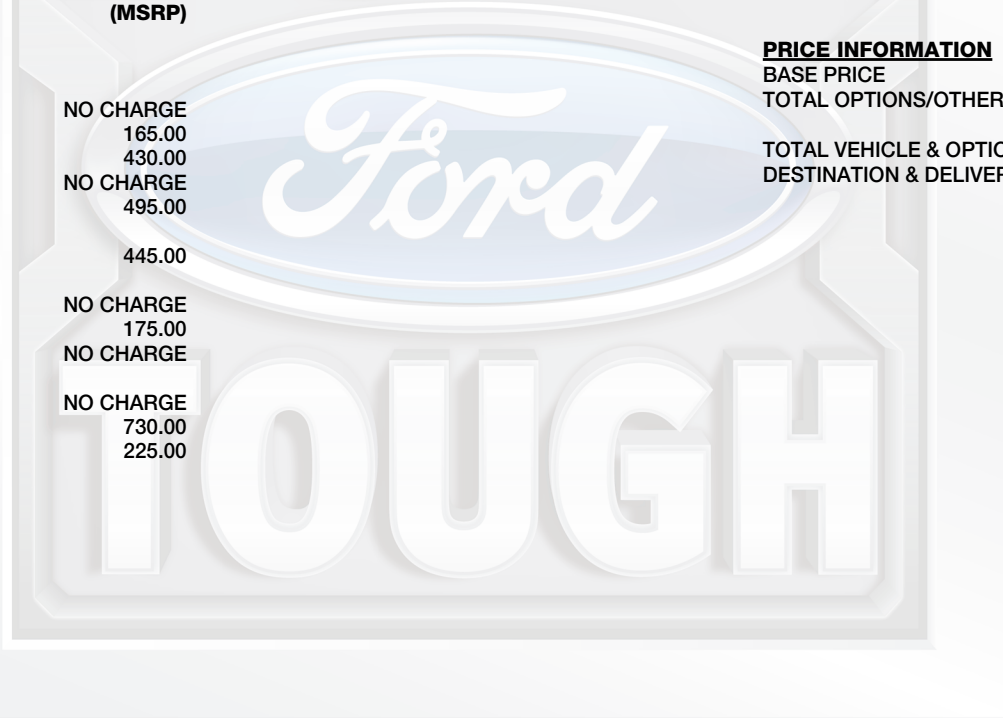 (MSRP)
NO CHARGE
165.00
430.00
NO CHARGE
495.00
445.00
NO CHARGE
175.00
NO CHARGE
NO CHARGE
730.00
225.00
PRICE INFORMATION
BASE PRICE
TOTAL OPTIONS/OTHER
TOTAL VEHICLE & OPTIO
DESTINATION & DELIVER
Ford
TOUGH